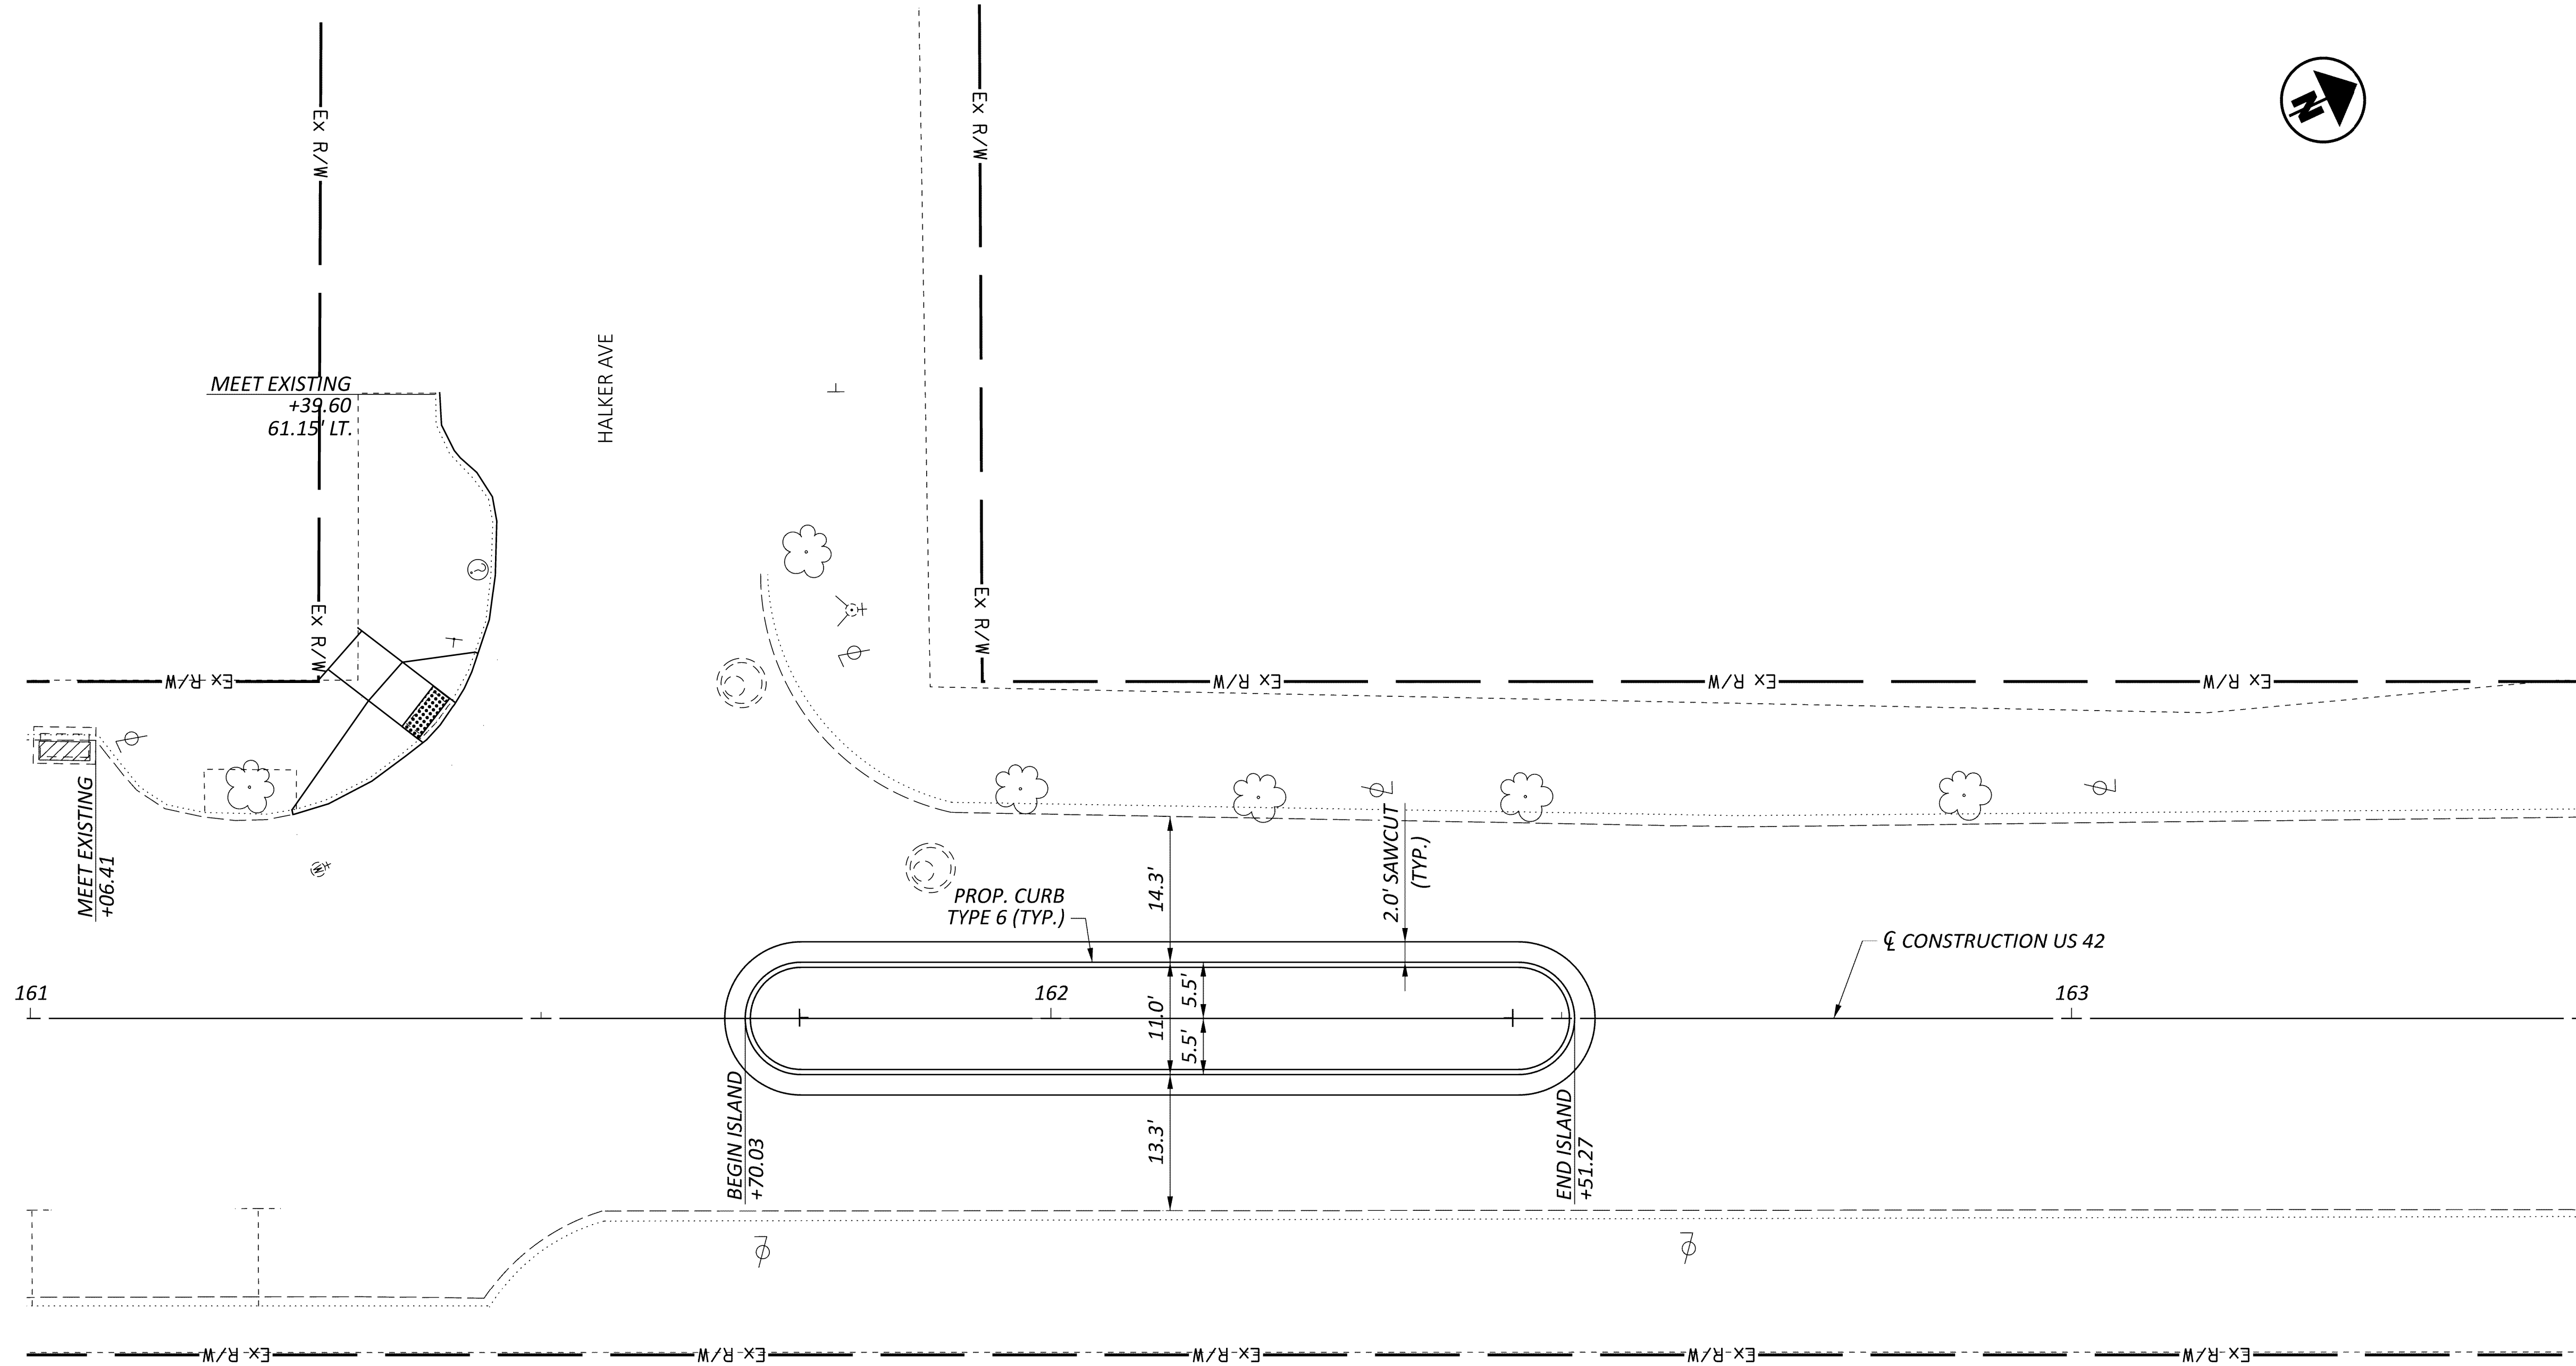 Ex R/W
Ex R/W
N
MEET EXISTING
+39.60
61.15' LT.
HALKER AVE
Ex R/W
Ex R/W
Ex R/W
Ex R/W
Ex R/W
Ex R/W
MEET EXISTING
+06.41
W
14.3'
2.0' SAWCUT
(TYP.)
PROP. CURB
TYPE 6 (TYP.)
℄ CONSTRUCTION US 42
161
162
163
5.5'
11.0'
5.5'
BEGIN ISLAND
+70.03
13.3'
END ISLAND
+51.27
Ex R/W
Ex R/W
Ex R/W
Ex R/W
Ex R/W